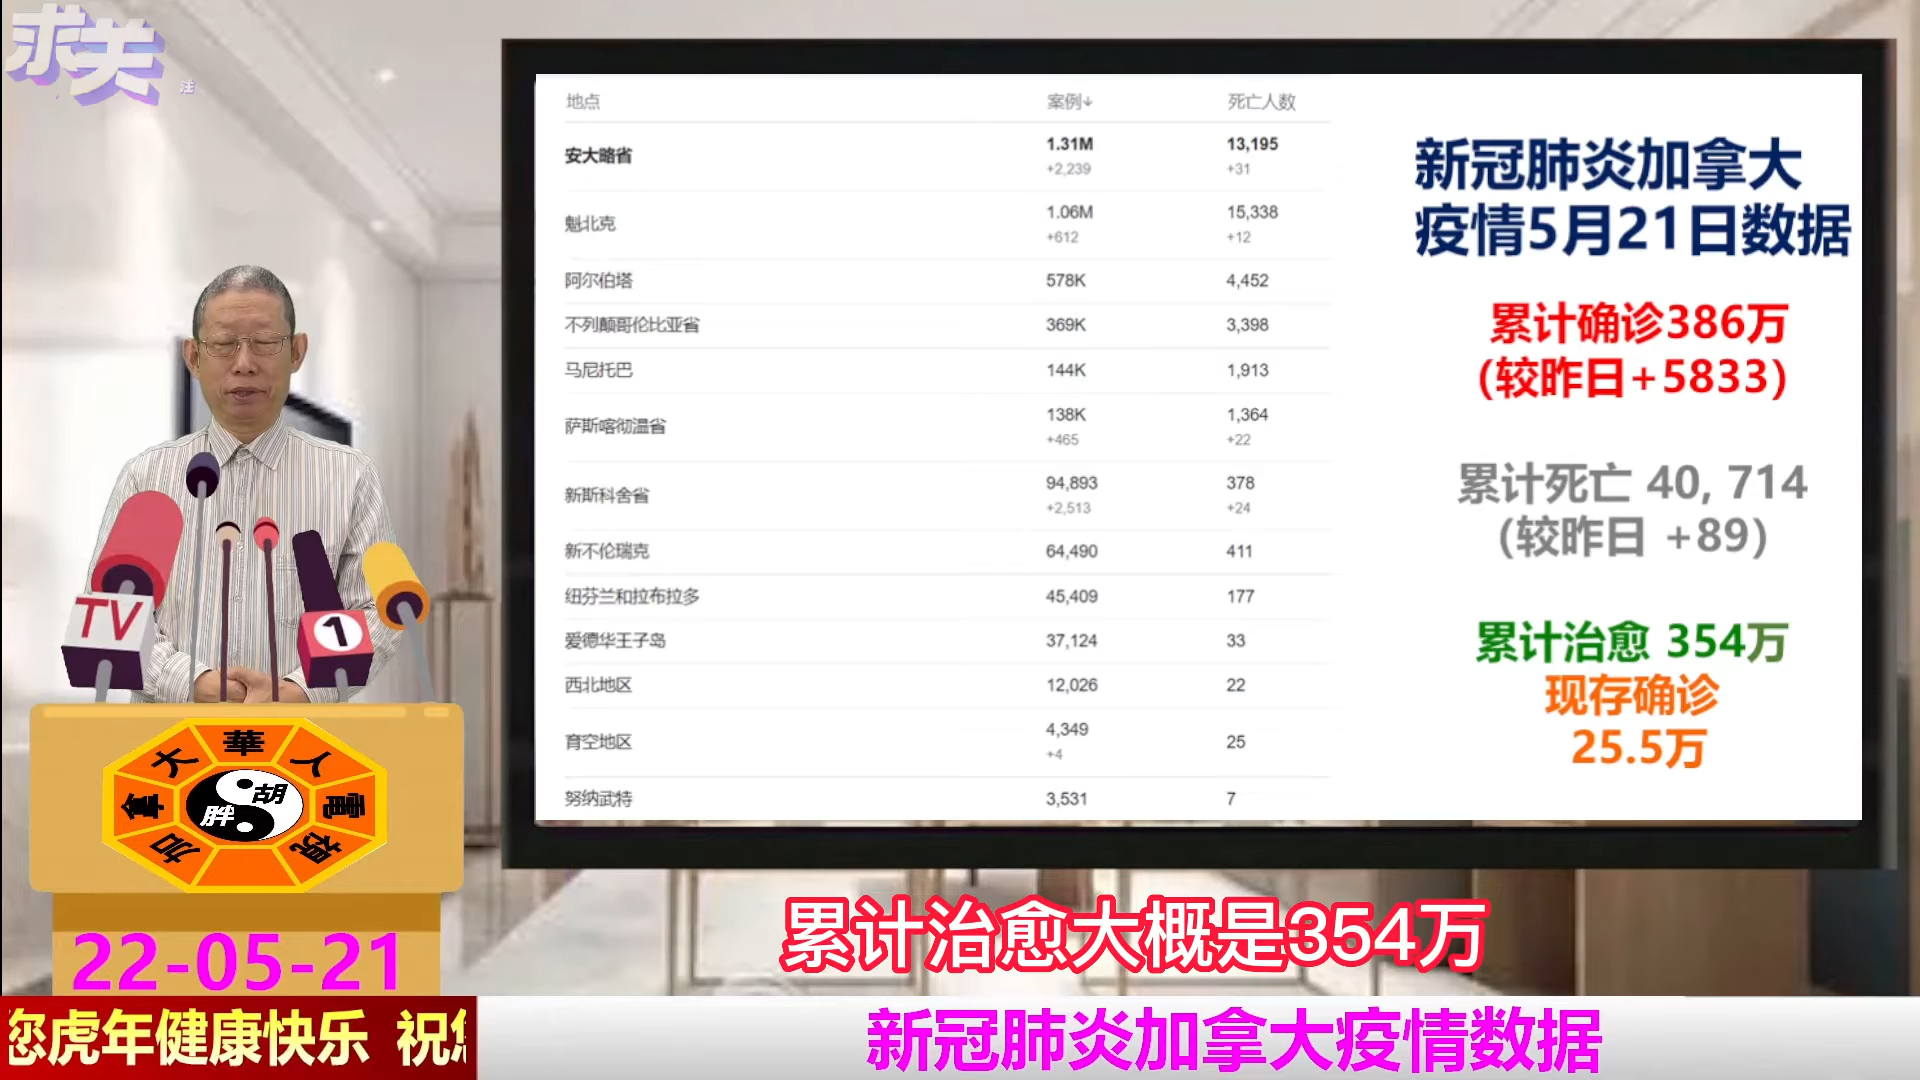 求关
注
地点 案例↓ 死亡人数
安大略省 1.31M 13,195
+2,239 +31
魁北克 1.06M 15,338
+612 +12
阿尔伯塔 578K 4,452
不列颠哥伦比亚省 369K 3,398
马尼托巴 144K 1,913
萨斯喀彻温省 138K 1,364
+465 +22
新斯科舍省 94,893 378
+2,513 +24
新不伦瑞克 64,490 411
纽芬兰和拉布拉多 45,409 177
爱德华王子岛 37,124 33
西北地区 12,026 22
育空地区 4,349 25
+4
努纳武特 3,531 7
新冠肺炎加拿大
疫情5月21日数据
累计确诊386万
(较昨日+5833)
累计死亡 40, 714
(较昨日 +89)
累计治愈 354万
现存确诊
25.5万
TV
1
加拿大華人電視
胡
胖
22-05-21
累计治愈大概是354万
您虎年健康快乐 祝您
新冠肺炎加拿大疫情数据